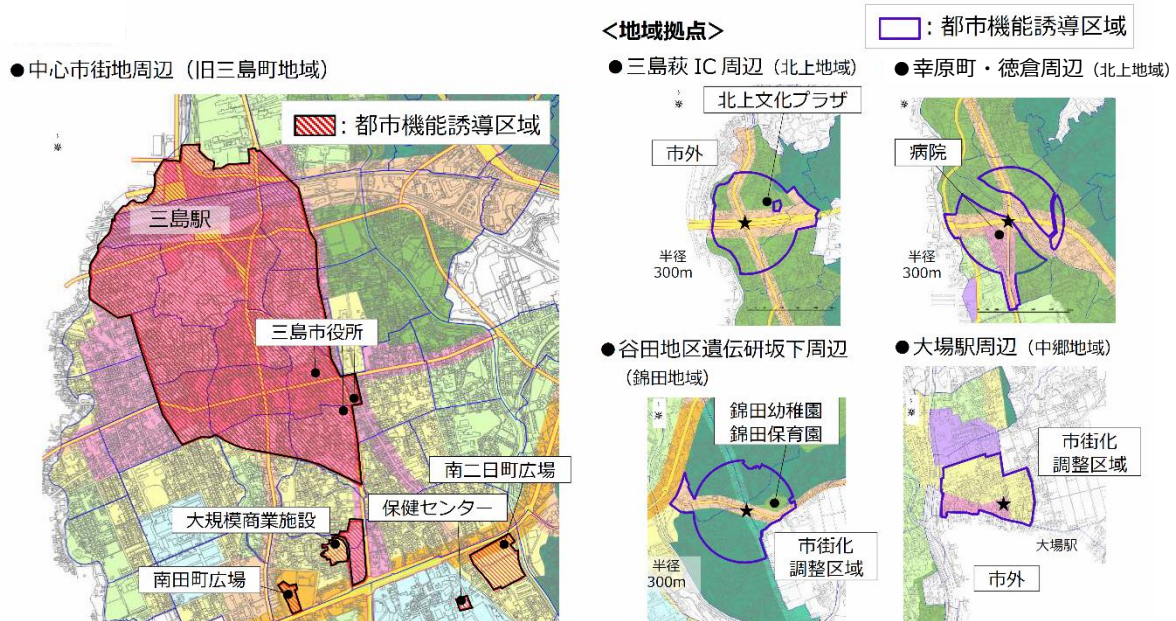 ●中心市街地周辺（旧三島町地域）
：都市機能誘導区域
三島駅
三島市役所
南二日町広場
保健センター
大規模商業施設
南田町広場
＜地域拠点＞
：都市機能誘導区域
●三島萩IC周辺（北上地域）
北上文化プラザ
市外
半径
300m
●幸原町・徳倉周辺（北上地域）
病院
半径
300m
●谷田地区遺伝研坂下周辺
（錦田地域）
錦田幼稚園
錦田保育園
市街化
調整区域
半径
300m
●大場駅周辺（中郷地域）
市街化
調整区域
大場駅
市外